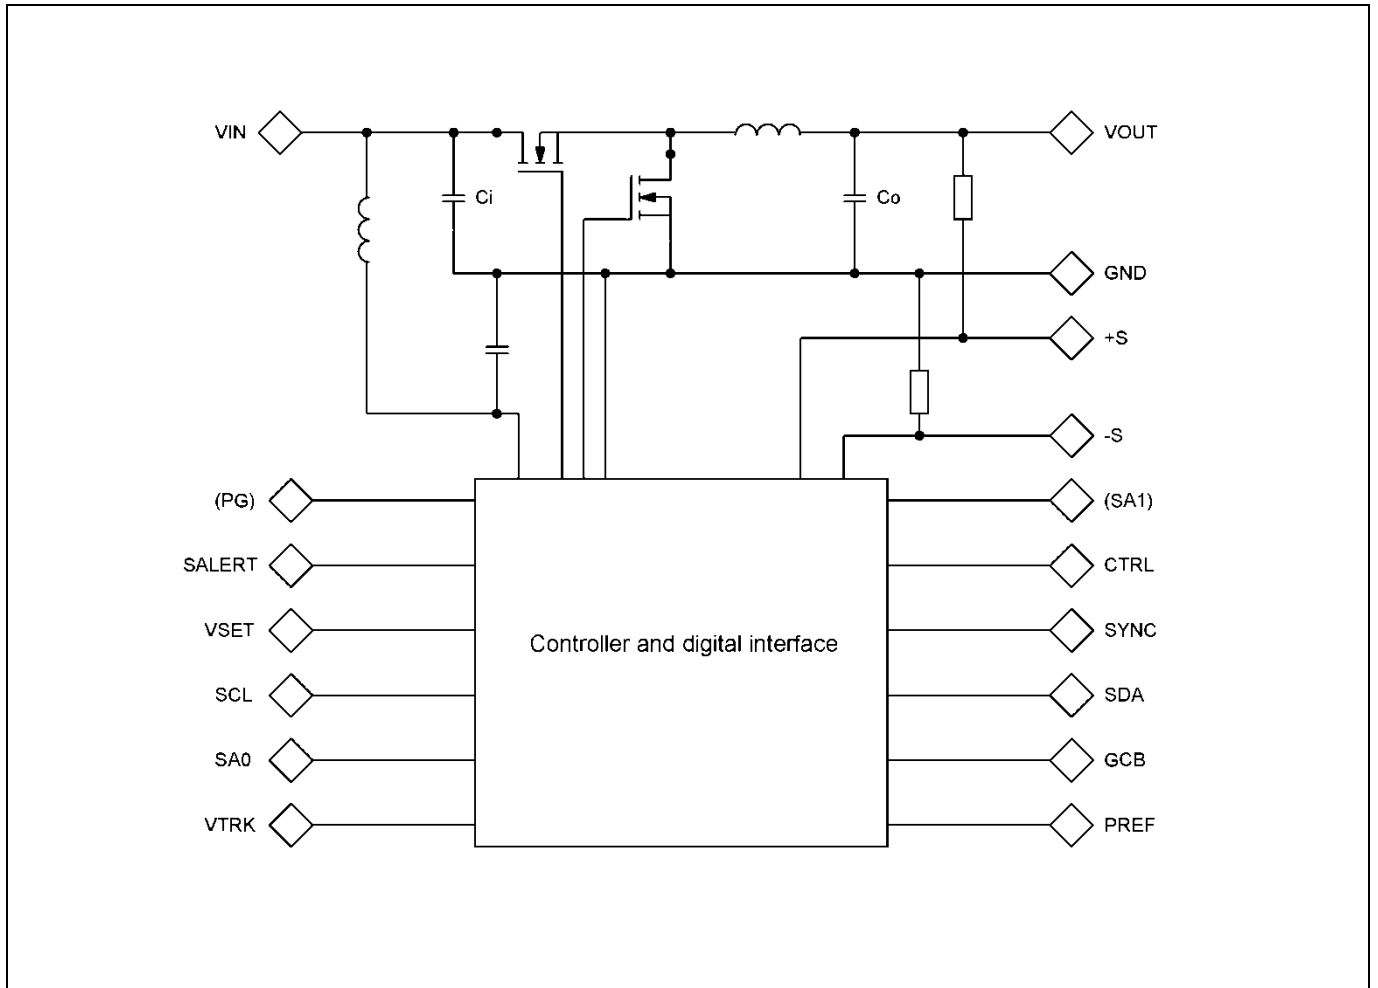 VIN
VOUT
Ci
Co
GND
+S
-S
(PG)
(SA1)
SALERT
CTRL
VSET
SYNC
Controller and digital interface
SCL
SDA
SA0
GCB
VTRK
PREF